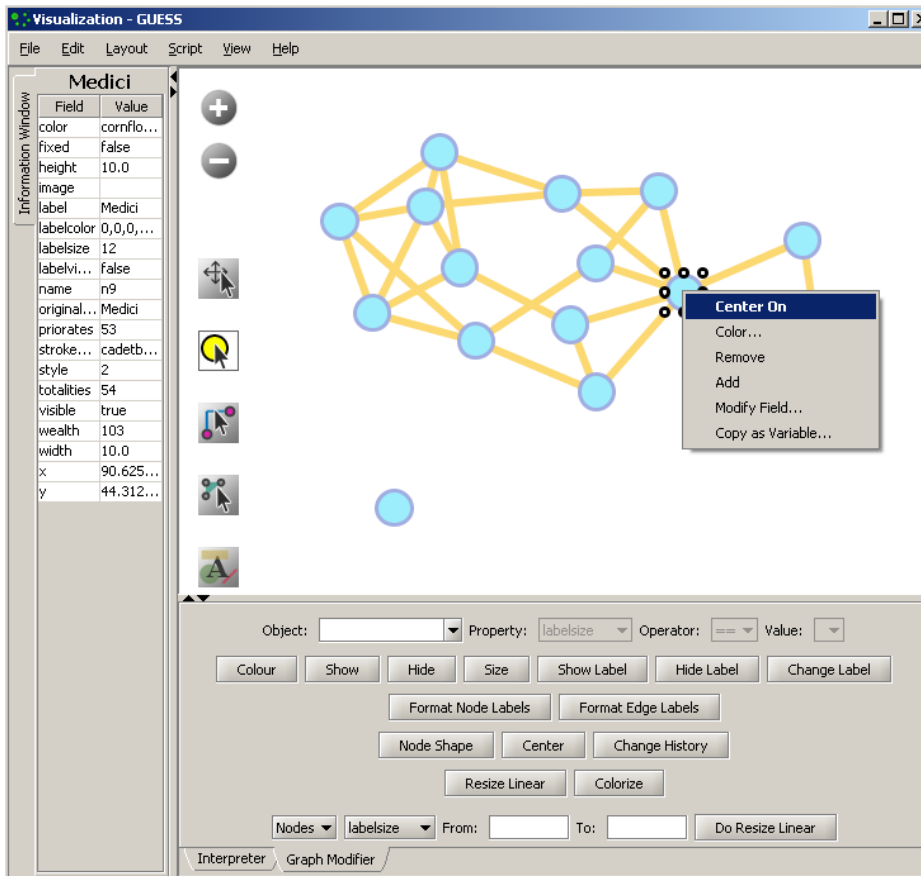 Visualization - GUESS
File Edit Layout Script View Help
Information Window
Medici
Field Value
color cornflo...
fixed false
height 10.0
image
label Medici
labelcolor 0,0,0,...
labelsize 12
labelvi... false
name n9
original... Medici
priorates 53
stroke... cadetb...
style 2
totalities 54
visible true
wealth 103
width 10.0
x 90.625...
y 44.312...
A
Center On
Color...
Remove
Add
Modify Field...
Copy as Variable...
Object: Property: labelsize Operator: == Value:
Colour Show Hide Size Show Label Hide Label Change Label
Format Node Labels Format Edge Labels
Node Shape Center Change History
Resize Linear Colorize
Nodes labelsize From: To: Do Resize Linear
Interpreter Graph Modifier